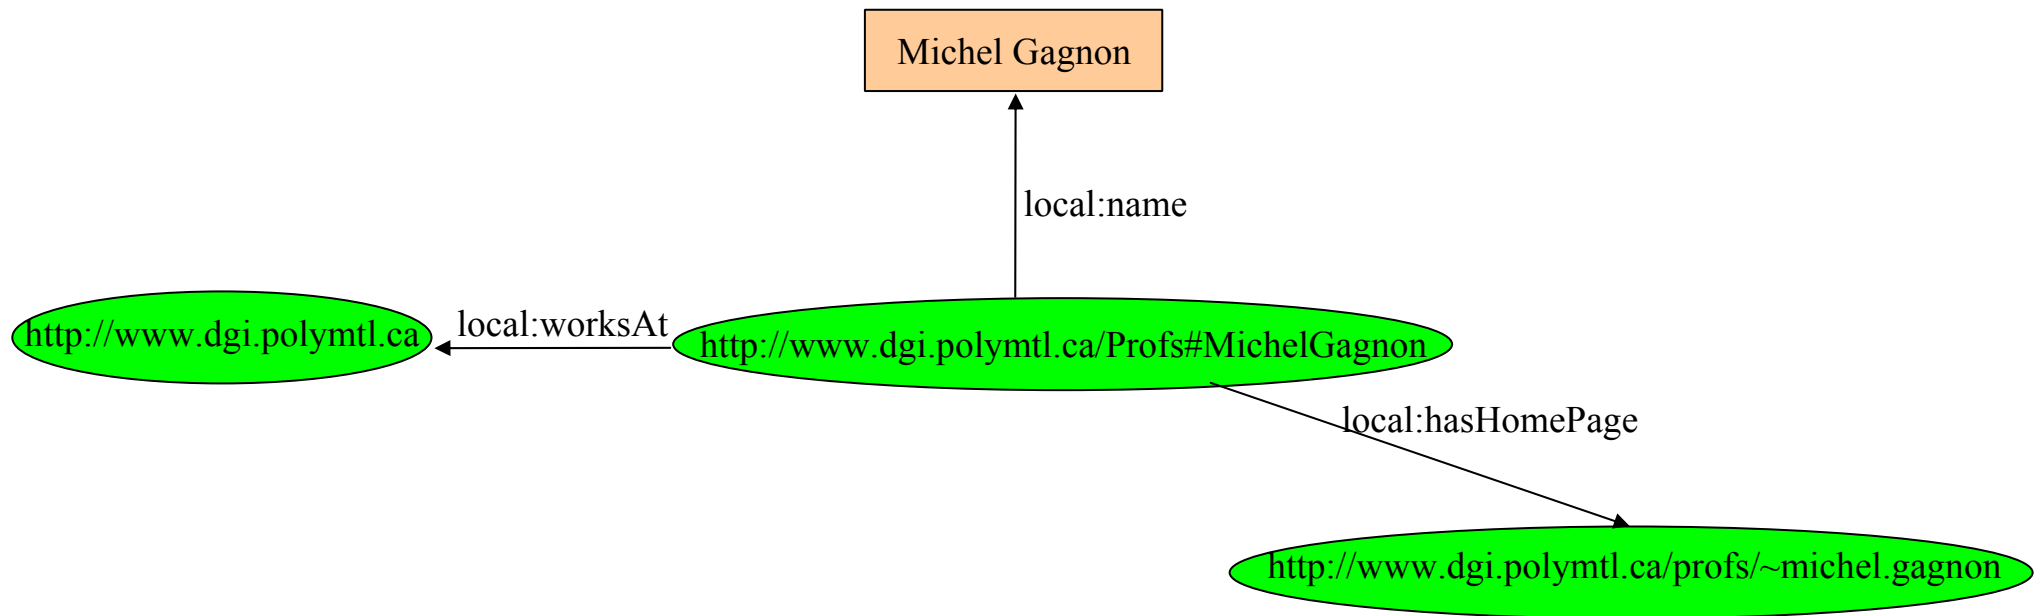 Michel Gagnon
local:name
local:worksAt
http://www.dgi.polymtl.ca
http://www.dgi.polymtl.ca/Profs#MichelGagnon
local:hasHomePage
http://www.dgi.polymtl.ca/profs/~michel.gagnon